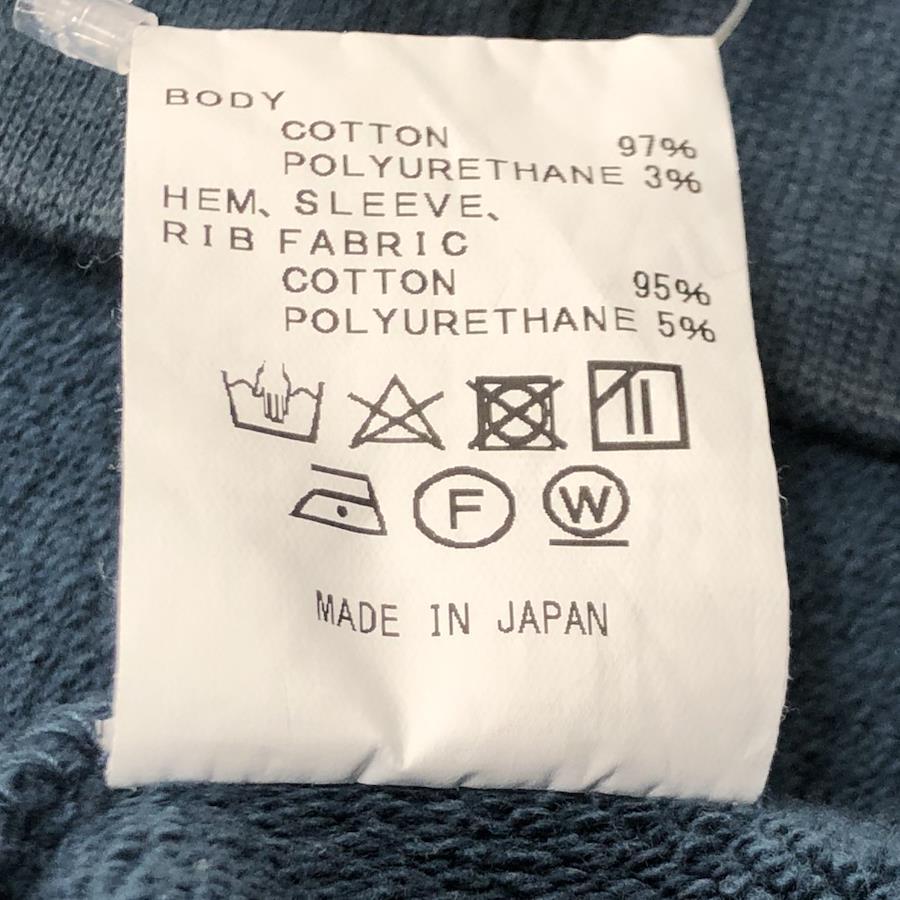 BODY
COTTON 97%
POLYURETHANE 3%
HEM、SLEEVE、
RIB FABRIC
COTTON 95%
POLYURETHANE 5%
F W
MADE IN JAPAN